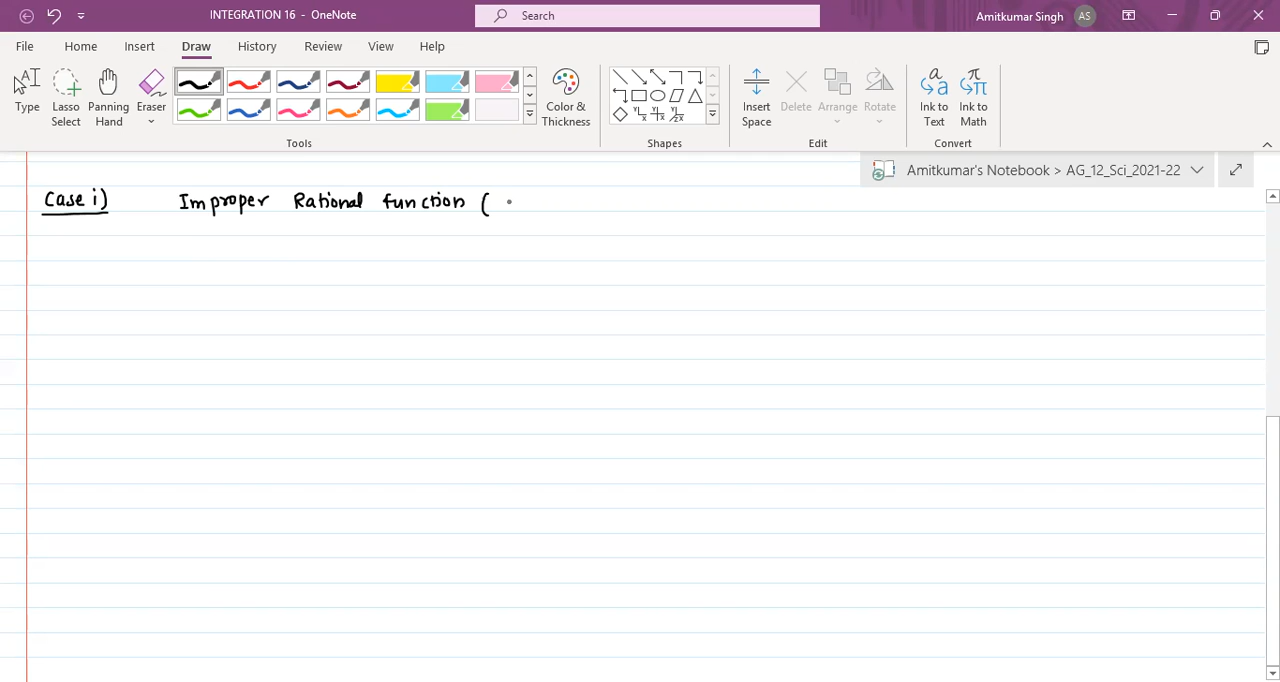 INTEGRATION 16 - OneNote
Search
Amitkumar Singh AS
File Home Insert Draw History Review View Help
Type
Lasso Select
Panning Hand
Eraser
Color & Thickness
Insert Space
Delete
Arrange
Rotate
Ink to Text
Ink to Math
Tools
Shapes
Edit
Convert
Amitkumar's Notebook > AG_12_Sci_2021-22
Case i) Improper Rational function (